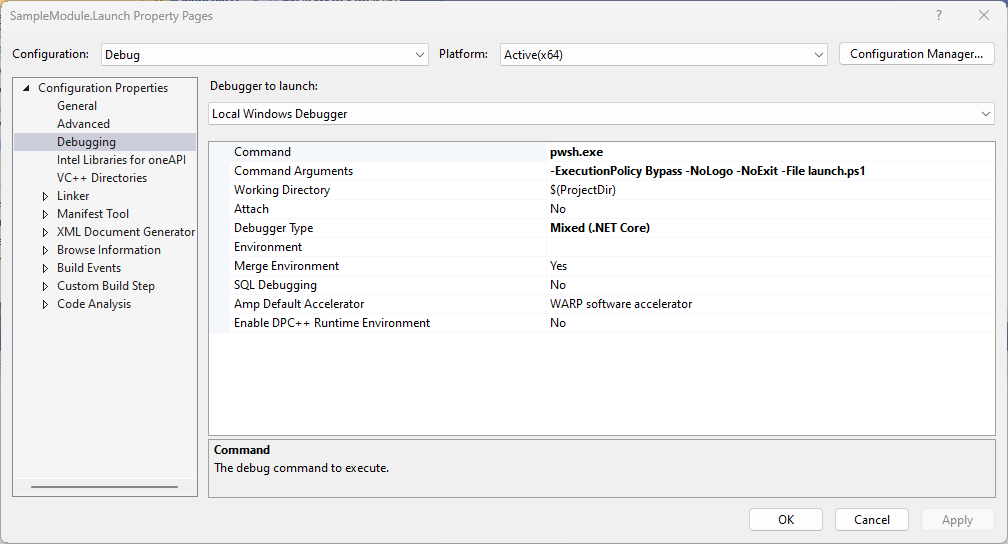 SampleModule.Launch Property Pages ?
Configuration: Debug Platform: Active(x64) Configuration Manager...
Configuration Properties
General
Advanced
Debugging
Intel Libraries for oneAPI
VC++ Directories
Linker
Manifest Tool
XML Document Generator
Browse Information
Build Events
Custom Build Step
Code Analysis
Debugger to launch:
Local Windows Debugger
Command pwsh.exe
Command Arguments -ExecutionPolicy Bypass -NoLogo -NoExit -File launch.ps1
Working Directory $(ProjectDir)
Attach No
Debugger Type Mixed (.NET Core)
Environment
Merge Environment Yes
SQL Debugging No
Amp Default Accelerator WARP software accelerator
Enable DPC++ Runtime Environment No
Command
The debug command to execute.
OK Cancel Apply